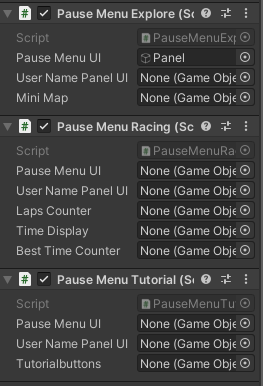 # Pause Menu Explore (Sc
Script # PauseMenuExp
Pause Menu UI Panel
User Name Panel UI None (Game Obje
Mini Map None (Game Obje
# Pause Menu Racing (Sc
Script # PauseMenuRa
Pause Menu UI None (Game Obje
User Name Panel UI None (Game Obje
Laps Counter None (Game Obje
Time Display None (Game Obje
Best Time Counter None (Game Obje
# Pause Menu Tutorial (Sc
Script # PauseMenuTu
Pause Menu UI None (Game Obje
User Name Panel UI None (Game Obje
Tutorialbuttons None (Game Obje